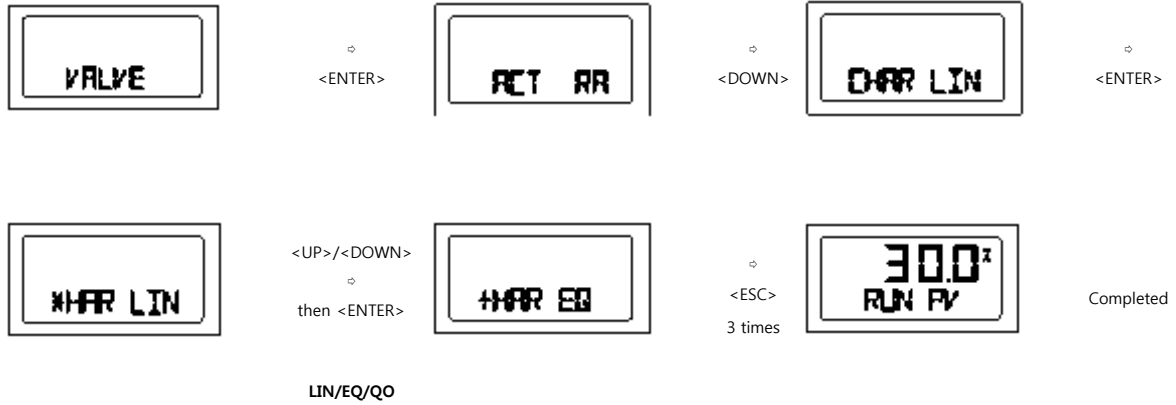 VALVE
⇨
<ENTER>
ACT RA
⇨
<DOWN>
CHAR LIN
⇨
<ENTER>
*HAR LIN
<UP>/<DOWN>
⇨
then <ENTER>
+HAR EQ
⇨
<ESC>
3 times
30.0%
RUN PV
Completed
LIN/EQ/QO